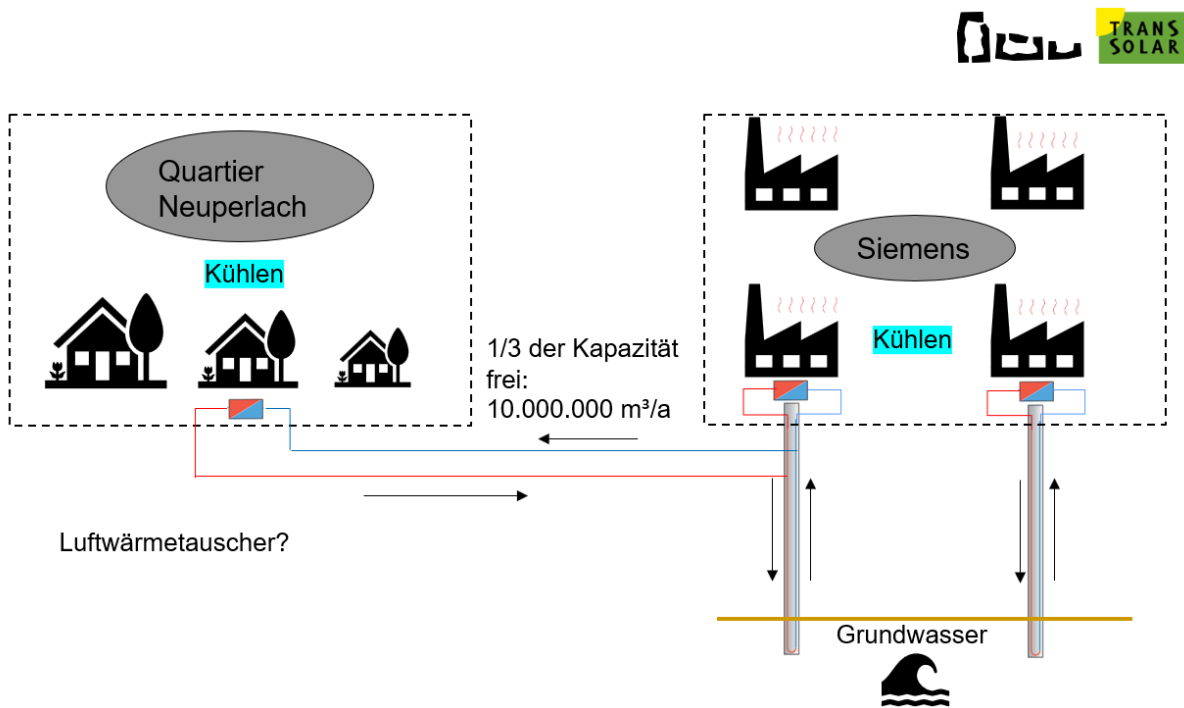 TRANS
SOLAR
Quartier
Neuperlach
Kühlen
Siemens
Kühlen
1/3 der Kapazität
frei:
10.000.000 m³/a
Luftwärmetauscher?
Grundwasser